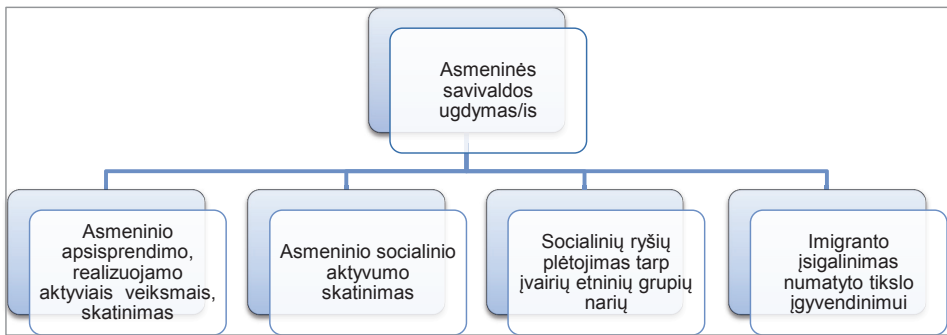 Asmeninės
savivaldos
ugdymas/is
Asmeninio
apsisprendimo,
realizuojamo
aktyviais veiksmais,
skatinimas
Asmeninio socialinio
aktyvumo
skatinimas
Socialinių ryšių
plėtojimas tarp
įvairių etninių grupių
narių
Imigranto
įsigalinimas
numatyto tikslo
įgyvendinimui